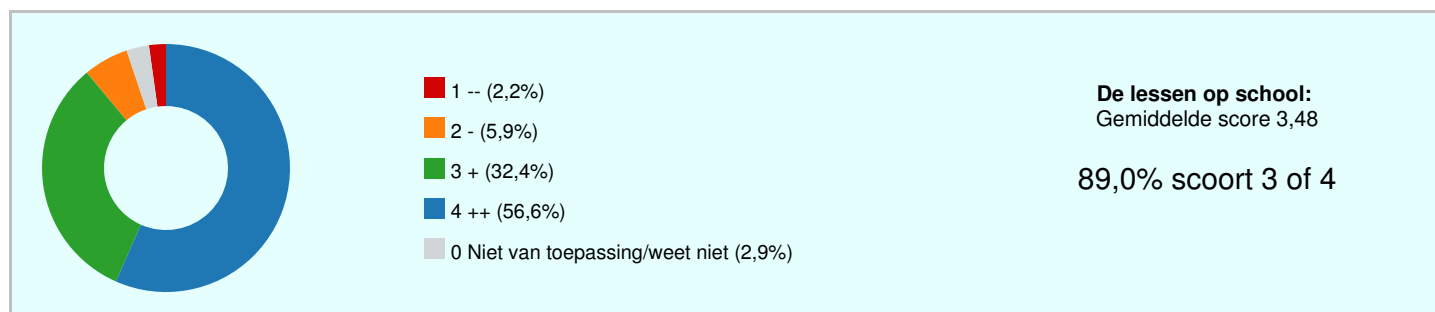 1 -- (2,2%)
2 - (5,9%)
3 + (32,4%)
4 ++ (56,6%)
0 Niet van toepassing/weet niet (2,9%)
De lessen op school:
Gemiddelde score 3,48
89,0% scoort 3 of 4